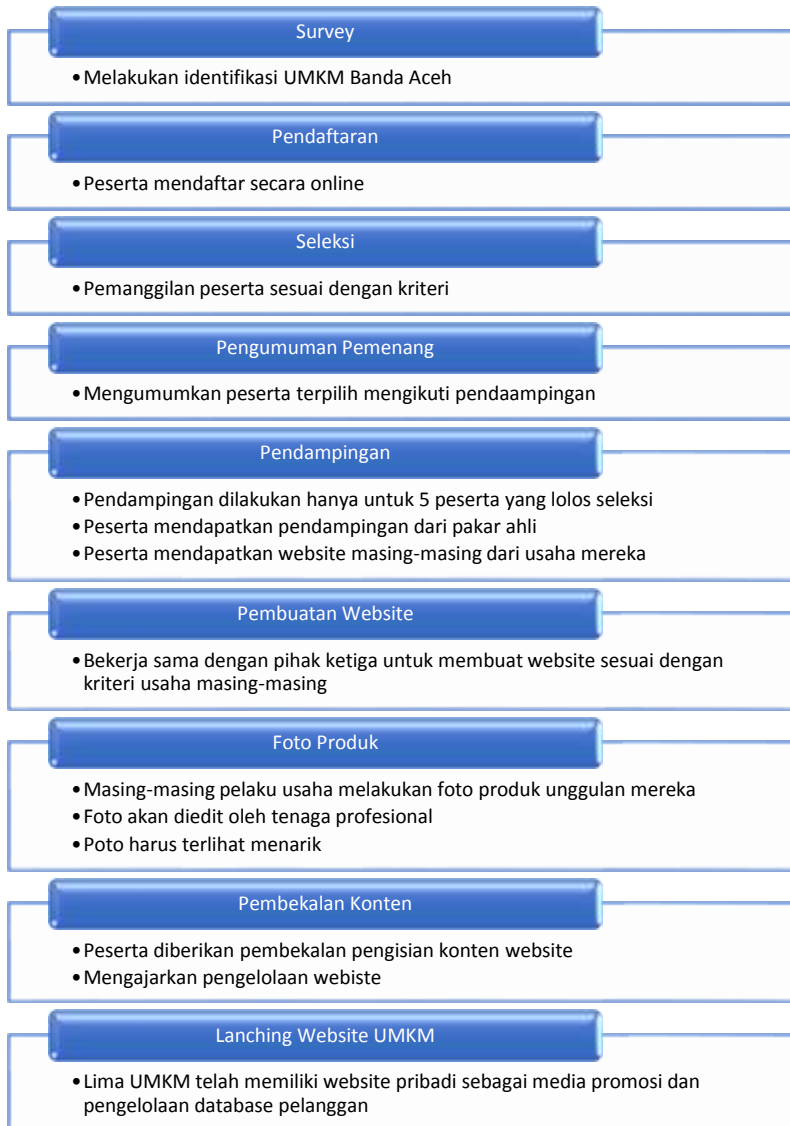 Survey
•Melakukan identifikasi UMKM Banda Aceh
Pendaftaran
•Peserta mendaftar secara online
Seleksi
•Pemanggilan peserta sesuai dengan kriteri
Pengumuman Pemenang
•Mengumumkan peserta terpilih mengikuti pendaampingan
Pendampingan
•Pendampingan dilakukan hanya untuk 5 peserta yang lolos seleksi
•Peserta mendapatkan pendampingan dari pakar ahli
•Peserta mendapatkan website masing-masing dari usaha mereka
Pembuatan Website
•Bekerja sama dengan pihak ketiga untuk membuat website sesuai dengan
kriteri usaha masing-masing
Foto Produk
•Masing-masing pelaku usaha melakukan foto produk unggulan mereka
•Foto akan diedit oleh tenaga profesional
•Poto harus terlihat menarik
Pembekalan Konten
•Peserta diberikan pembekalan pengisian konten website
•Mengajarkan pengelolaan webiste
Lanching Website UMKM
•Lima UMKM telah memiliki website pribadi sebagai media promosi dan
pengelolaan database pelanggan